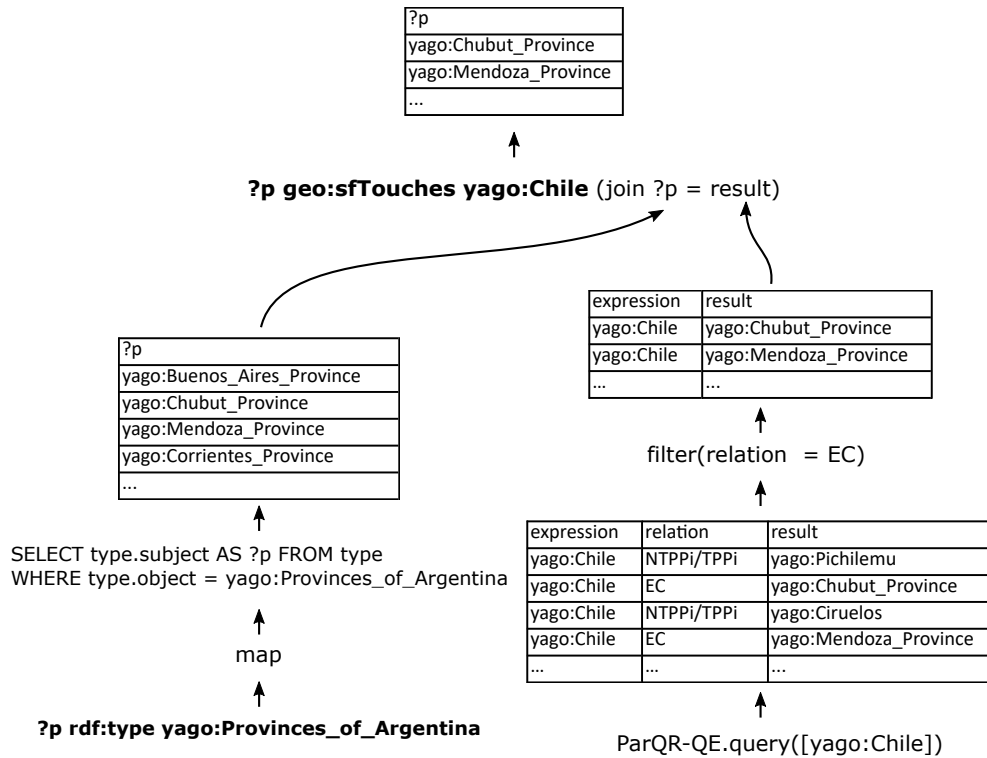 ?p
yago:Chubut_Province
yago:Mendoza_Province
...
?p geo:sfTouches yago:Chile (join ?p = result)
?p
yago:Buenos_Aires_Province
yago:Chubut_Province
yago:Mendoza_Province
yago:Corrientes_Province
...
SELECT type.subject AS ?p FROM type
WHERE type.object = yago:Provinces_of_Argentina
map
?p rdf:type yago:Provinces_of_Argentina
expression result
yago:Chile yago:Chubut_Province
yago:Chile yago:Mendoza_Province
... ...
filter(relation = EC)
expression relation result
yago:Chile NTPPi/TPPi yago:Pichilemu
yago:Chile EC yago:Chubut_Province
yago:Chile NTPPi/TPPi yago:Ciruelos
yago:Chile EC yago:Mendoza_Province
... ... ...
ParQR-QE.query([yago:Chile])